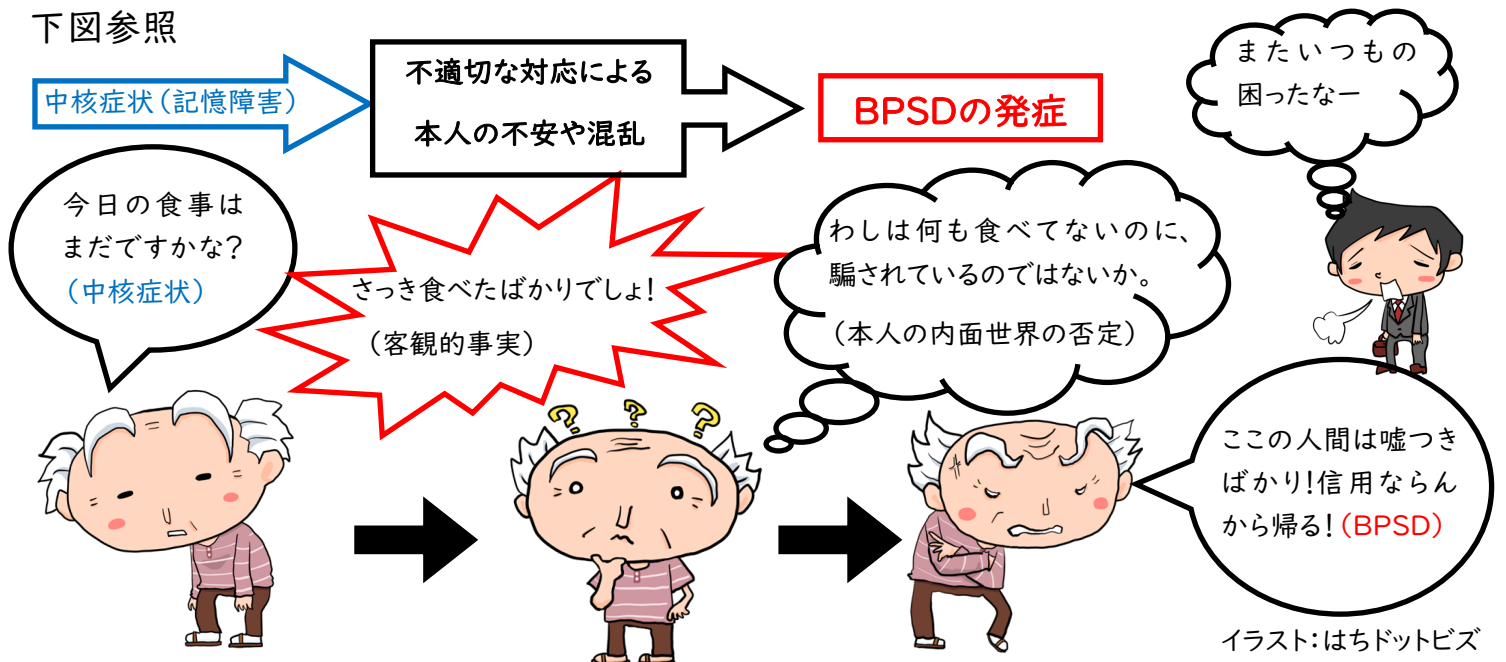 下図参照
中核症状(記憶障害)
不適切な対応による
本人の不安や混乱
BPSDの発症
またいつもの
困ったなー
今日の食事は
まだですかな?
(中核症状)
さっき食べたばかりでしょ!
(客観的事実)
わしは何も食べてないのに、
騙されているのではないか。
(本人の内面世界の否定)
? ? ?
ここの人間は嘘つき
ばかり!信用ならん
から帰る!(BPSD)
イラスト:はちドットビズ